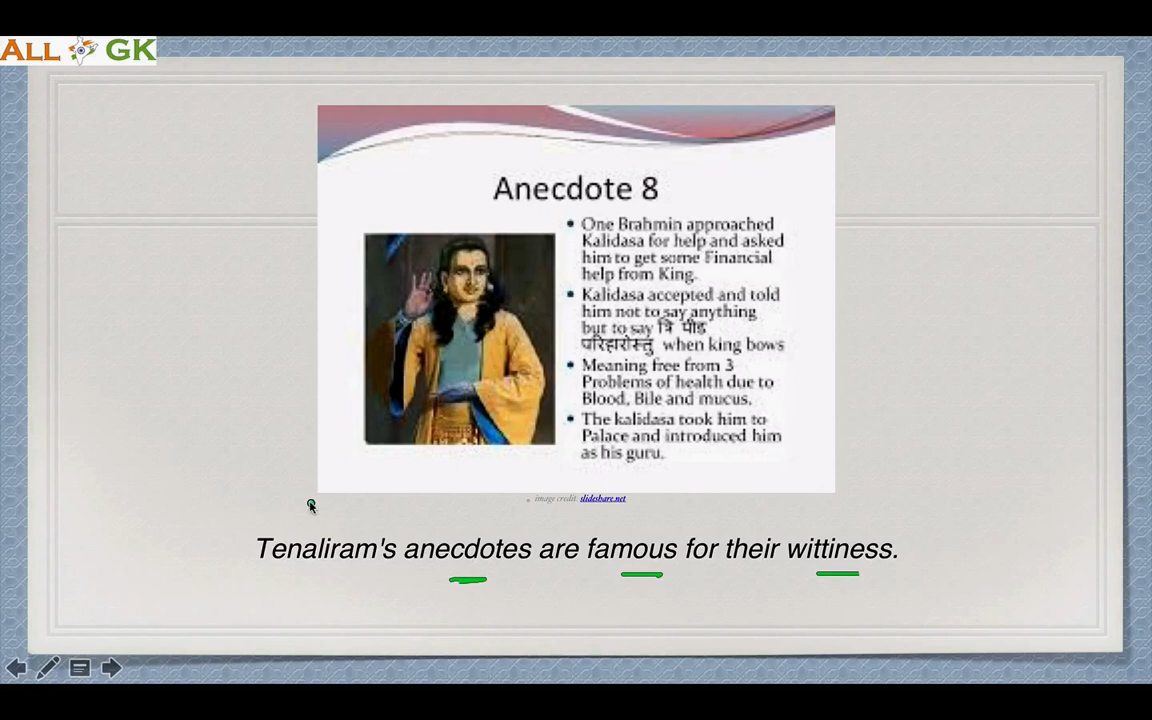 ALL GK
Anecdote 8
One Brahmin approached
Kalidasa for help and asked
him to get some Financial
help from King.
Kalidasa accepted and told
him not to say anything
but to say त्रि पीड
परिहारोस्तु when king bows
Meaning free from 3
Problems of health due to
Blood, Bile and mucus.
The kalidasa took him to
Palace and introduced him
as his guru.
image credit: slideshare.net
Tenaliram's anecdotes are famous for their wittiness.